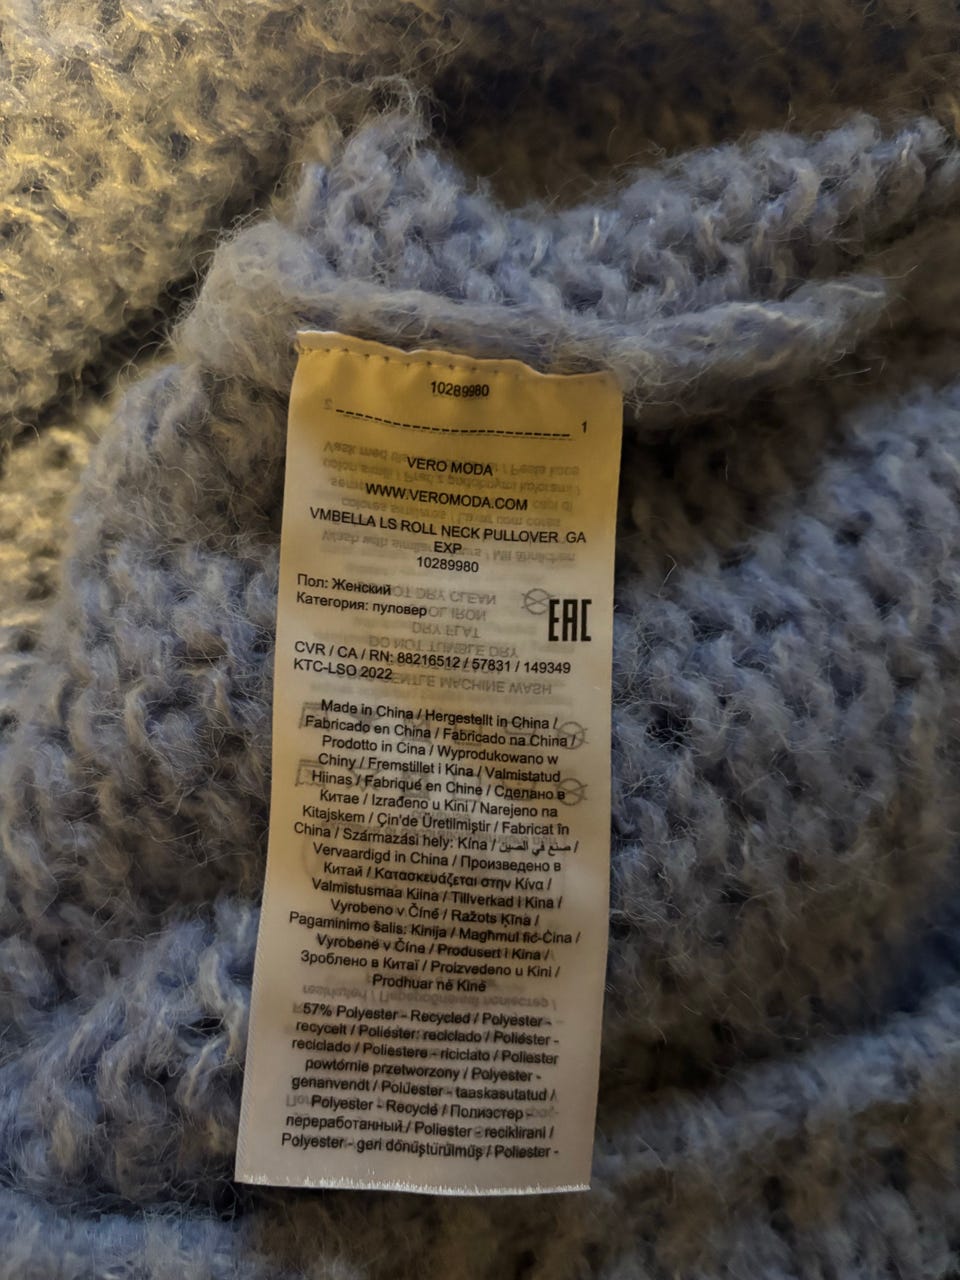 10289980
1
VERO MODA
WWW.VEROMODA.COM
VMBELLA LS ROLL NECK PULLOVER GA
EXP
10289980
Пол: Женский
Категория: пуловер
EAC
CVR / CA / RN: 88216512 / 57831 / 149349
KTC-LSO 2022
Made in China / Hergestellt in China /
Fabricado en China / Fabricado na China /
Prodotto in Cina / Wyprodukowano w
Chiny / Fremstillet i Kina / Valmistatud
Hiinas / Fabriqué en Chine / Сделано в
Китае / Izrađeno u Kini / Narejeno na
Kitajskem / Çin'de Üretilmiştir / Fabricat în
China / Származási hely: Kína / صنع في الصين /
Vervaardigd in China / Произведено в
Китай / Κατασκευάζεται στην Κίνα /
Valmistusmaa Kiina / Tillverkad i Kina /
Vyrobeno v Číně / Ražots Ķīna /
Pagaminimo šalis: Kinija / Magħmul fiċ-Ċina /
Vyrobené v Číne / Produsert i Kina /
Зроблено в Китаї / Proizvedeno u Kini /
Prodhuar në Kinë
57% Polyester - Recycled / Polyester -
recycelt / Poliéster: reciclado / Poliéster -
reciclado / Poliestere - riciclato / Poliester
powtórnie przetworzony / Polyester -
genanvendt / Polüester - taaskasutatud /
Polyester - Recyclé / Полиэстер -
переработанный / Poliester - reciklirani /
Polyester - geri dönüştürülmüş / Poliester -